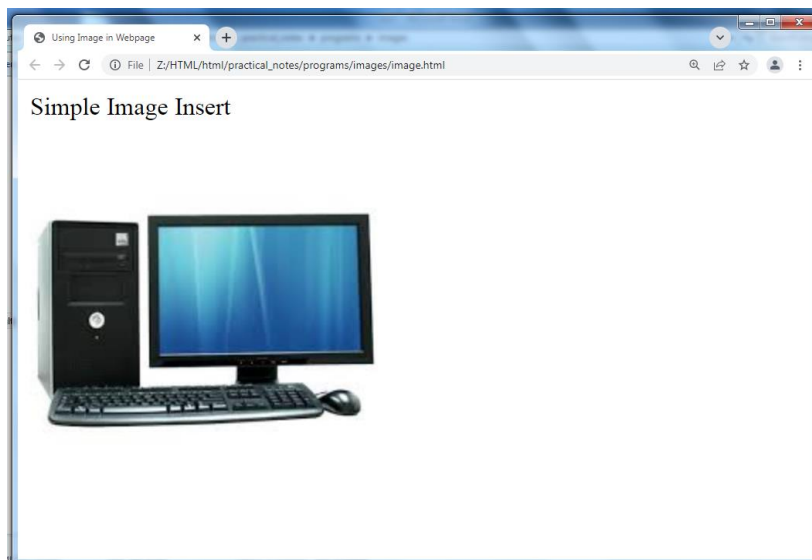 Using Image in Webpage
File
Z:/HTML/html/practical_notes/programs/images/image.html
Simple Image Insert